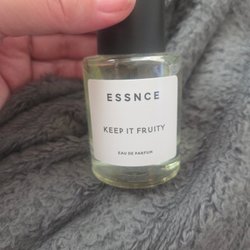 ESSNCE
KEEP IT FRUITY
EAU DE PARFUM